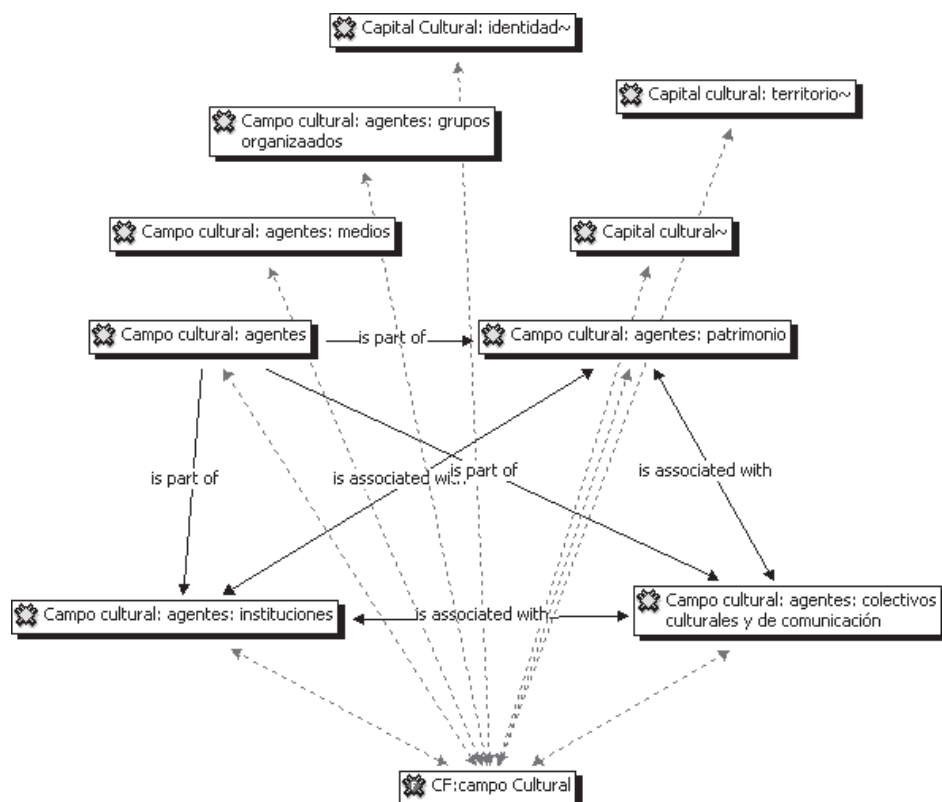 Capital Cultural: identidad~
Capital cultural: territorio~
Campo cultural: agentes: grupos
organizaados
Campo cultural: agentes: medios
Capital cultural~
Campo cultural: agentes
is part of
Campo cultural: agentes: patrimonio
is part of
is associated with
is part of
is associated with
Campo cultural: agentes: instituciones
is associated with
Campo cultural: agentes: colectivos
culturales y de comunicación
CF:campo Cultural